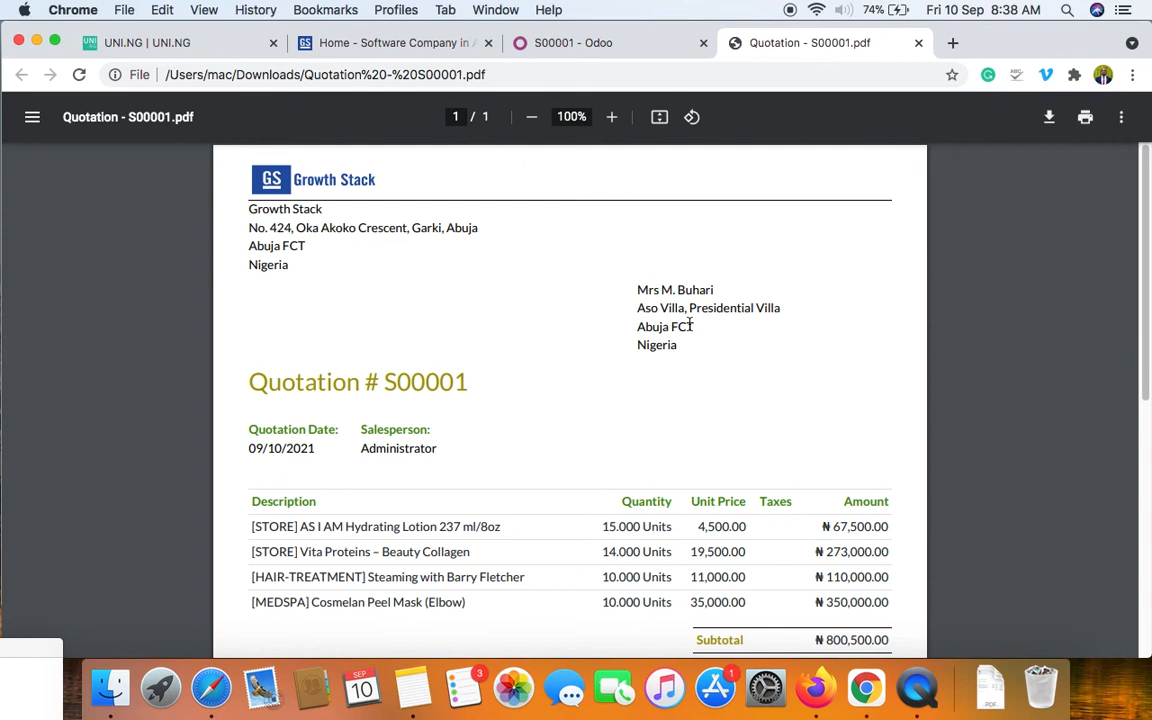 Chrome File Edit View History Bookmarks Profiles Tab Window Help 74% Fri 10 Sep 8:38 AM
UNI.NG | UNI.NG
GS Home - Software Company in A
S00001 - Odoo
Quotation - S00001.pdf
File /Users/mac/Downloads/Quotation%20-%20S00001.pdf
ABC
Quotation - S00001.pdf 1 / 1 100%
GS Growth Stack
Growth Stack
No. 424, Oka Akoko Crescent, Garki, Abuja
Abuja FCT
Nigeria
Mrs M. Buhari
Aso Villa, Presidential Villa
Abuja FCT
Nigeria
Quotation # S00001
Quotation Date: Salesperson:
09/10/2021 Administrator
Description Quantity Unit Price Taxes Amount
[STORE] AS I AM Hydrating Lotion 237 ml/8oz 15.000 Units 4,500.00 ₦ 67,500.00
[STORE] Vita Proteins – Beauty Collagen 14.000 Units 19,500.00 ₦ 273,000.00
[HAIR-TREATMENT] Steaming with Barry Fletcher 10.000 Units 11,000.00 ₦ 110,000.00
[MEDSPA] Cosmelan Peel Mask (Elbow) 10.000 Units 35,000.00 ₦ 350,000.00
Subtotal ₦ 800,500.00
SEP
10
3
1
PDF